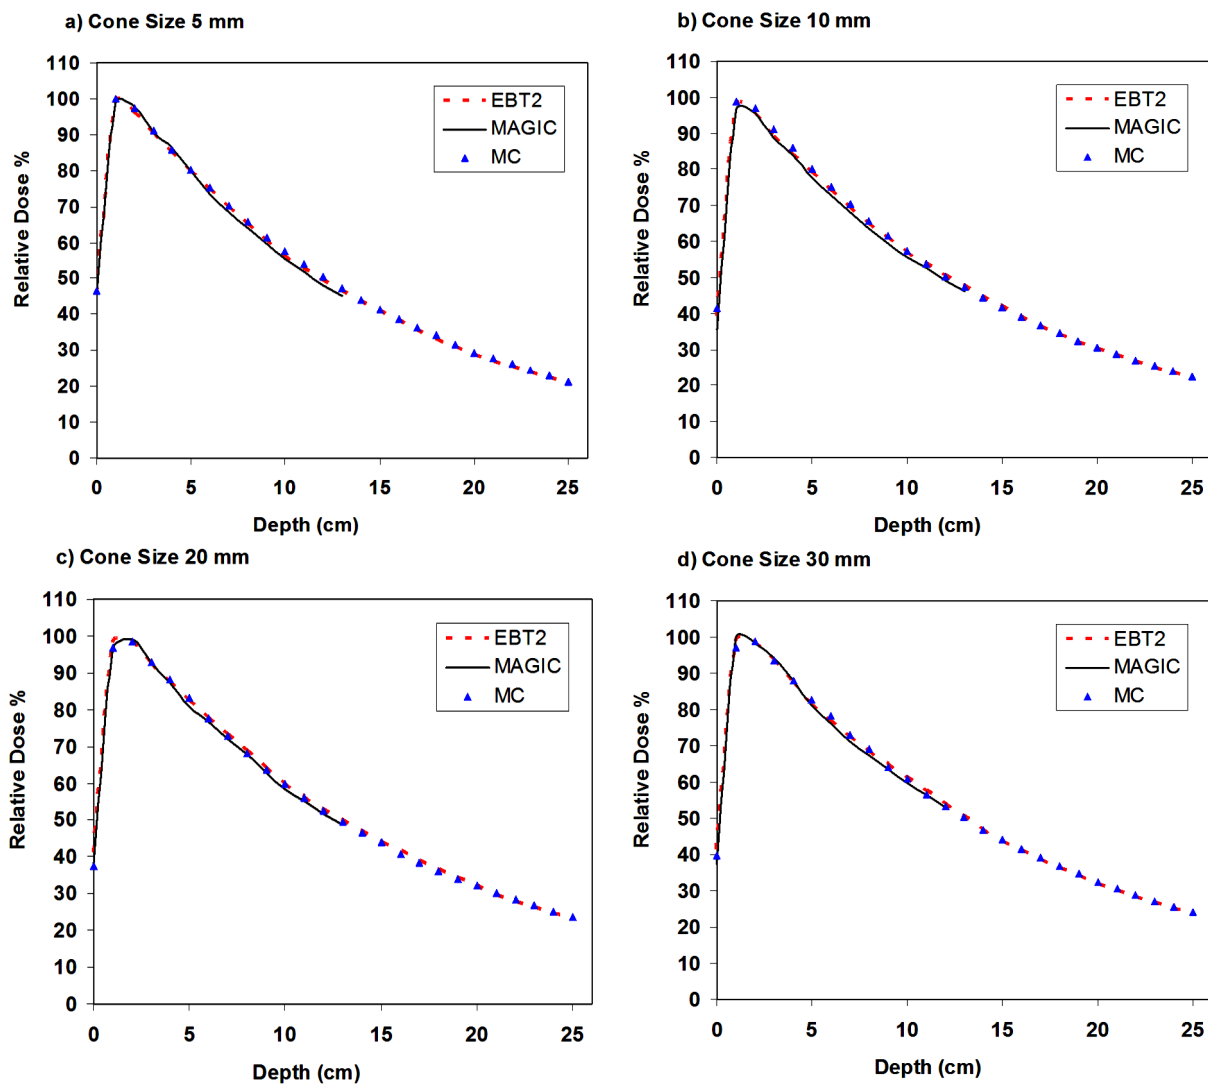 a) Cone Size 5 mm
110
100
90
80
70
60
50
40
30
20
10
0
Relative Dose %
EBT2
MAGIC
MC
0 5 10 15 20 25
Depth (cm)
b) Cone Size 10 mm
110
100
90
80
70
60
50
40
30
20
10
0
Relative Dose %
EBT2
MAGIC
MC
0 5 10 15 20 25
Depth (cm)
c) Cone Size 20 mm
110
100
90
80
70
60
50
40
30
20
10
0
Relative Dose %
EBT2
MAGIC
MC
0 5 10 15 20 25
Depth (cm)
d) Cone Size 30 mm
110
100
90
80
70
60
50
40
30
20
10
0
Relative Dose %
EBT2
MAGIC
MC
0 5 10 15 20 25
Depth (cm)